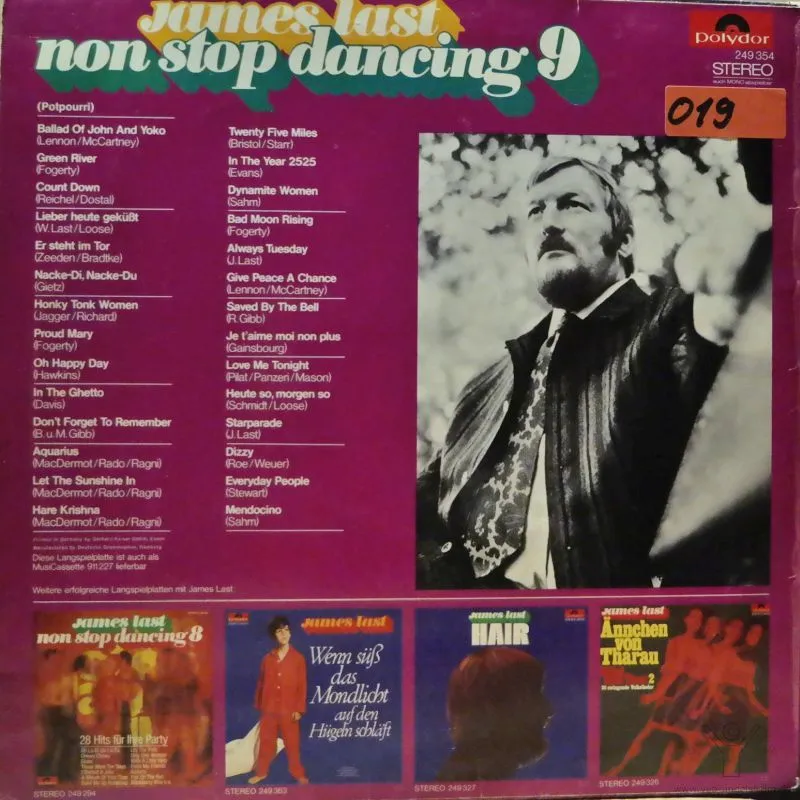 james last
non stop dancing 9
polydor
249 354
STEREO
auch MONO abspielbar
019
(Potpourri)
Ballad Of John And Yoko
(Lennon/McCartney)
Green River
(Fogerty)
Count Down
(Reichel/Dostal)
Lieber heute geküßt
(W. Last/Loose)
Er steht im Tor
(Zeeden/Bradtke)
Nacke-Di, Nacke-Du
(Gietz)
Honky Tonk Women
(Jagger/Richard)
Proud Mary
(Fogerty)
Oh Happy Day
(Hawkins)
In The Ghetto
(Davis)
Don't Forget To Remember
(B. u. M. Gibb)
Aquarius
(MacDermot/Rado/Ragni)
Let The Sunshine In
(MacDermot/Rado/Ragni)
Hare Krishna
(MacDermot/Rado/Ragni)
Twenty Five Miles
(Bristol/Starr)
In The Year 2525
(Evans)
Dynamite Women
(Sahm)
Bad Moon Rising
(Fogerty)
Always Tuesday
(J. Last)
Give Peace A Chance
(Lennon/McCartney)
Saved By The Bell
(R. Gibb)
Je t'aime moi non plus
(Gainsbourg)
Love Me Tonight
(Pilat/Panzeri/Mason)
Heute so, morgen so
(Schmidt/Loose)
Starparade
(J. Last)
Dizzy
(Roe/Weuer)
Everyday People
(Stewart)
Mendocino
(Sahm)
Diese Langspielplatte ist auch als
MusiCassette 911 227 lieferbar
Weitere erfolgreiche Langspielplatten mit James Last:
james last
non stop dancing 8
28 Hits für Ihre Party
STEREO 249 294
james last
Wenn süß
das
Mondlicht
auf den
Hügeln schläft
STEREO 249 363
james last
HAIR
STEREO 249 327
james last
Ännchen
von
Tharau
2
STEREO 249 326